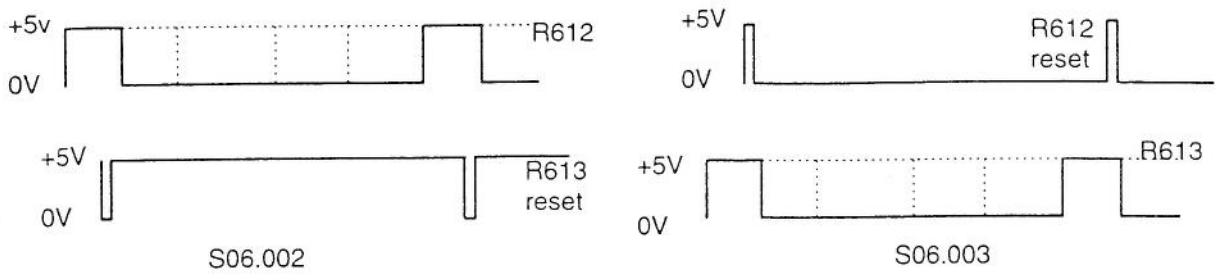 +5v
R612
0V
+5V
R613
reset
0V
S06.002
+5V
R612
reset
0V
+5V
R613
0V
S06.003